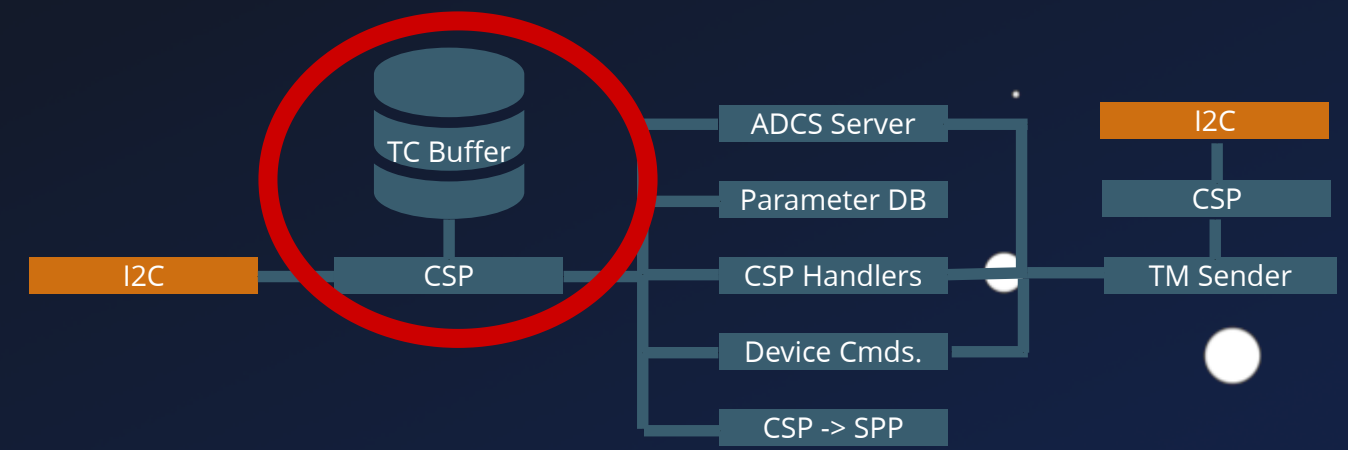 TC Buffer
I2C
CSP
ADCS Server
Parameter DB
CSP Handlers
Device Cmds.
CSP -> SPP
I2C
CSP
TM Sender